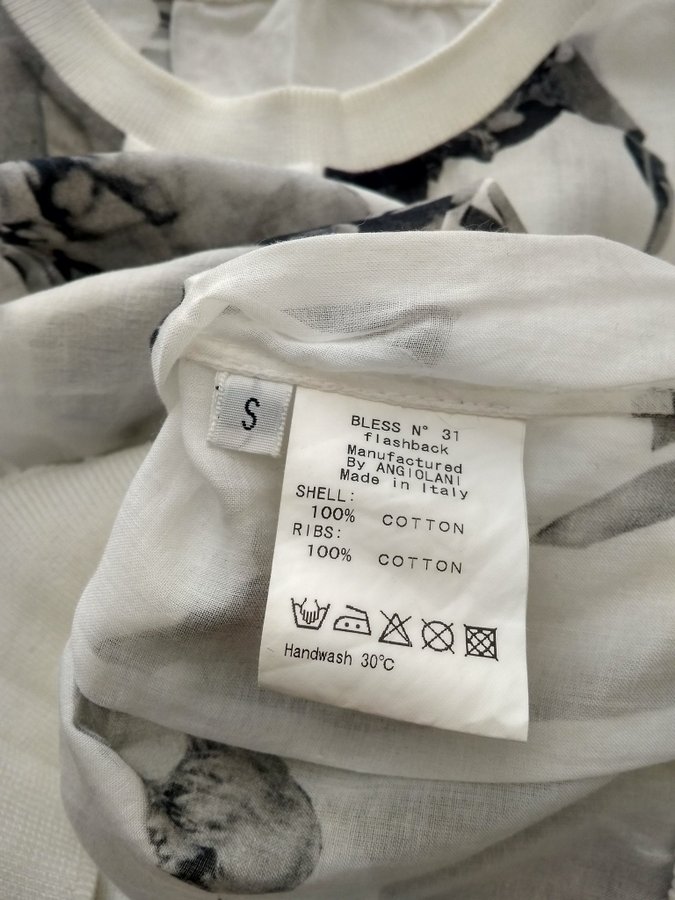 S
BLESS N° 31
flashback
Manufactured
By ANGIOLANI
Made in Italy
SHELL:
100% COTTON
RIBS:
100% COTTON
Handwash 30°C